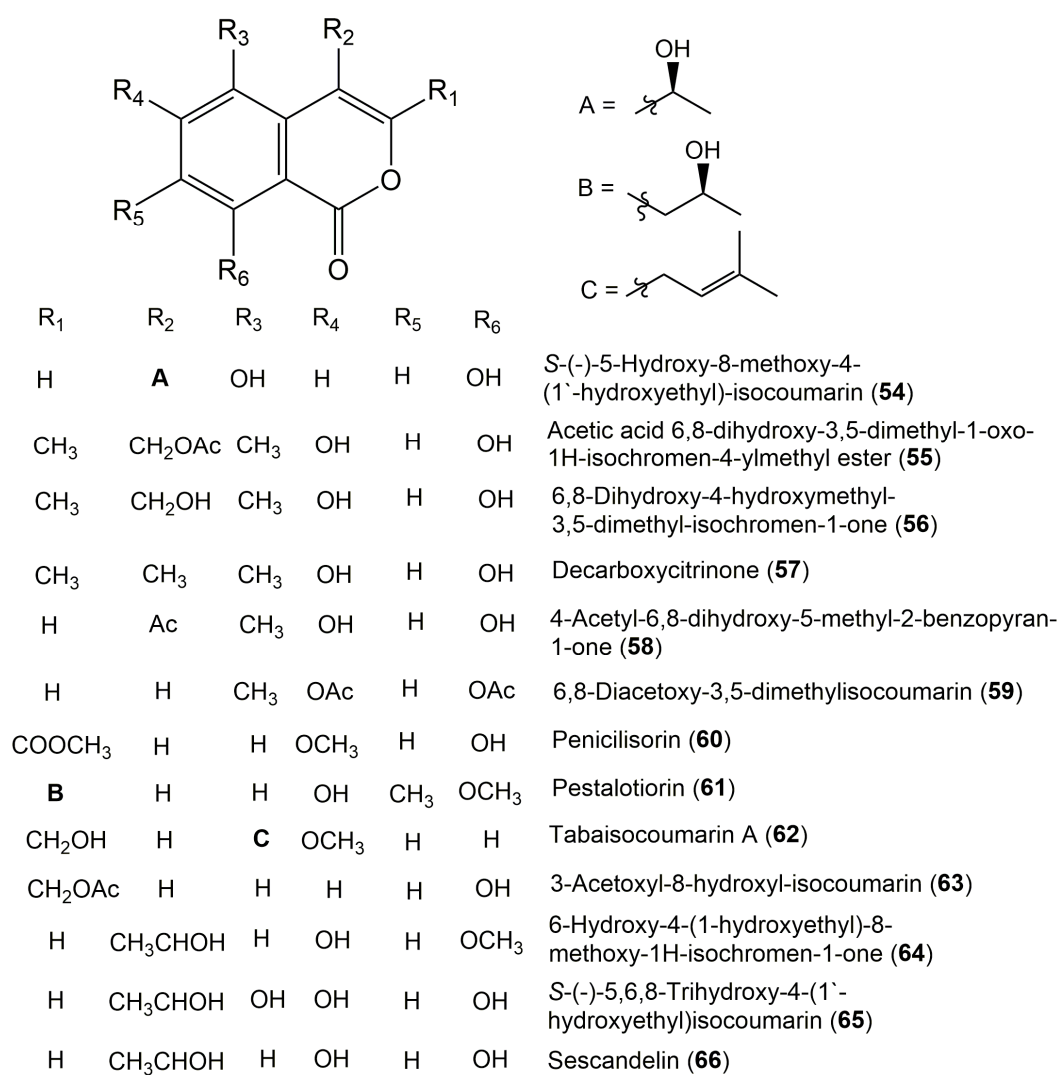 R3 R2
R4 R1
O
R5
R6 O
OH
A =
OH
B =
C =
R1 R2 R3 R4 R5 R6
H A OH H H OH S-(-)-5-Hydroxy-8-methoxy-4-
(1`-hydroxyethyl)-isocoumarin (54)
CH3 CH2OAc CH3 OH H OH Acetic acid 6,8-dihydroxy-3,5-dimethyl-1-oxo-
1H-isochromen-4-ylmethyl ester (55)
CH3 CH2OH CH3 OH H OH 6,8-Dihydroxy-4-hydroxymethyl-
3,5-dimethyl-isochromen-1-one (56)
CH3 CH3 CH3 OH H OH Decarboxycitrinone (57)
H Ac CH3 OH H OH 4-Acetyl-6,8-dihydroxy-5-methyl-2-benzopyran-
1-one (58)
H H CH3 OAc H OAc 6,8-Diacetoxy-3,5-dimethylisocoumarin (59)
COOCH3 H H OCH3 H OH Penicilisorin (60)
B H H OH CH3 OCH3 Pestalotiorin (61)
CH2OH H C OCH3 H H Tabaisocoumarin A (62)
CH2OAc H H H H OH 3-Acetoxyl-8-hydroxyl-isocoumarin (63)
H CH3CHOH H OH H OCH3 6-Hydroxy-4-(1-hydroxyethyl)-8-
methoxy-1H-isochromen-1-one (64)
H CH3CHOH OH OH H OH S-(-)-5,6,8-Trihydroxy-4-(1`-
hydroxyethyl)isocoumarin (65)
H CH3CHOH H OH H OH Sescandelin (66)